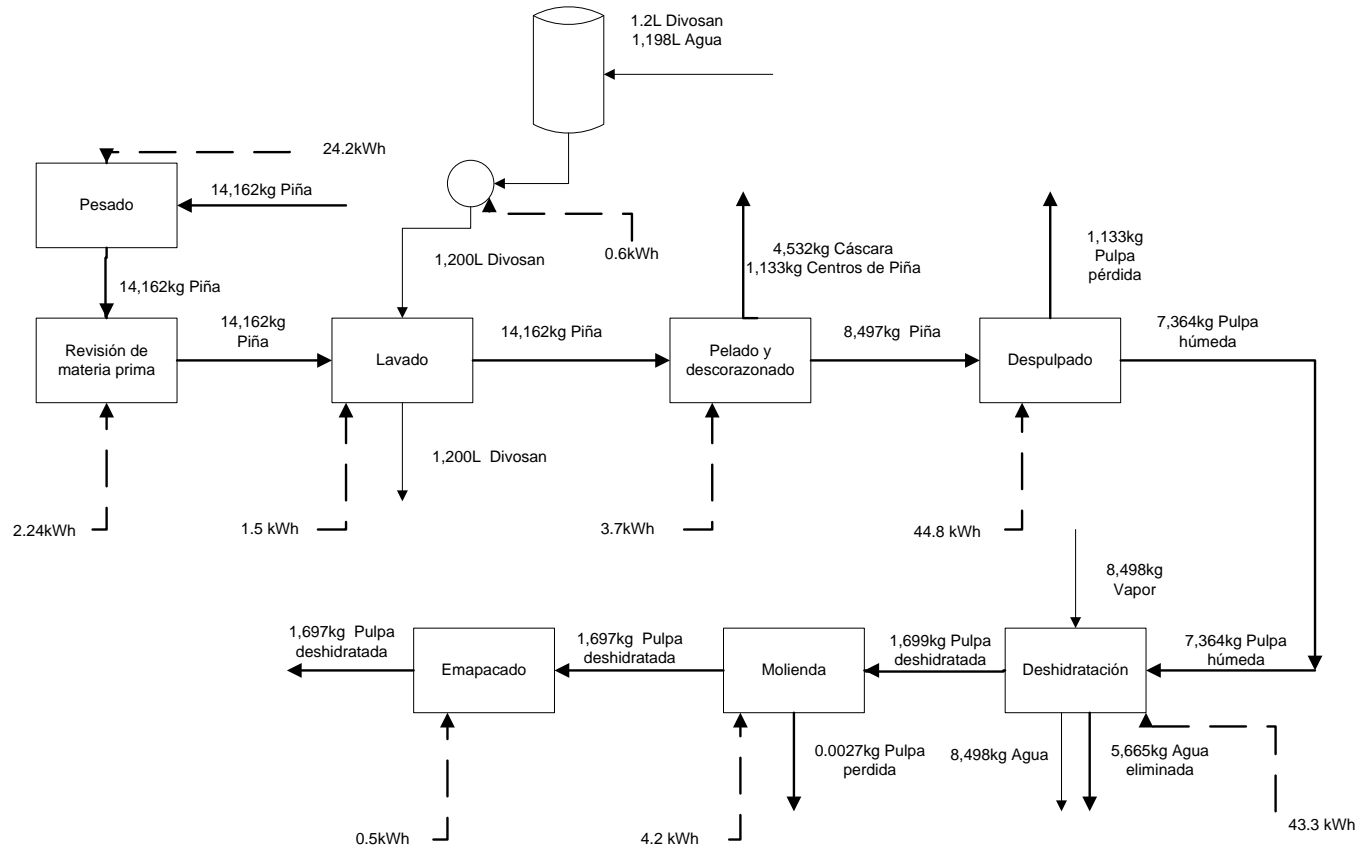 1.2L Divosan
1,198L Agua
24.2kWh
Pesado
14,162kg Piña
0.6kWh
1,200L Divosan
4,532kg Cáscara
1,133kg Centros de Piña
1,133kg
Pulpa
pérdida
14,162kg Piña
Revisión de
materia prima
14,162kg
Piña
Lavado
14,162kg Piña
Pelado y
descorazonado
8,497kg Piña
Despulpado
7,364kg Pulpa
húmeda
1,200L Divosan
2.24kWh
1.5 kWh
3.7kWh
44.8 kWh
8,498kg
Vapor
1,697kg Pulpa
deshidratada
Emapacado
1,697kg Pulpa
deshidratada
Molienda
1,699kg Pulpa
deshidratada
Deshidratación
7,364kg Pulpa
húmeda
0.0027kg Pulpa
perdida
8,498kg Agua
5,665kg Agua
eliminada
0.5kWh
4.2 kWh
43.3 kWh